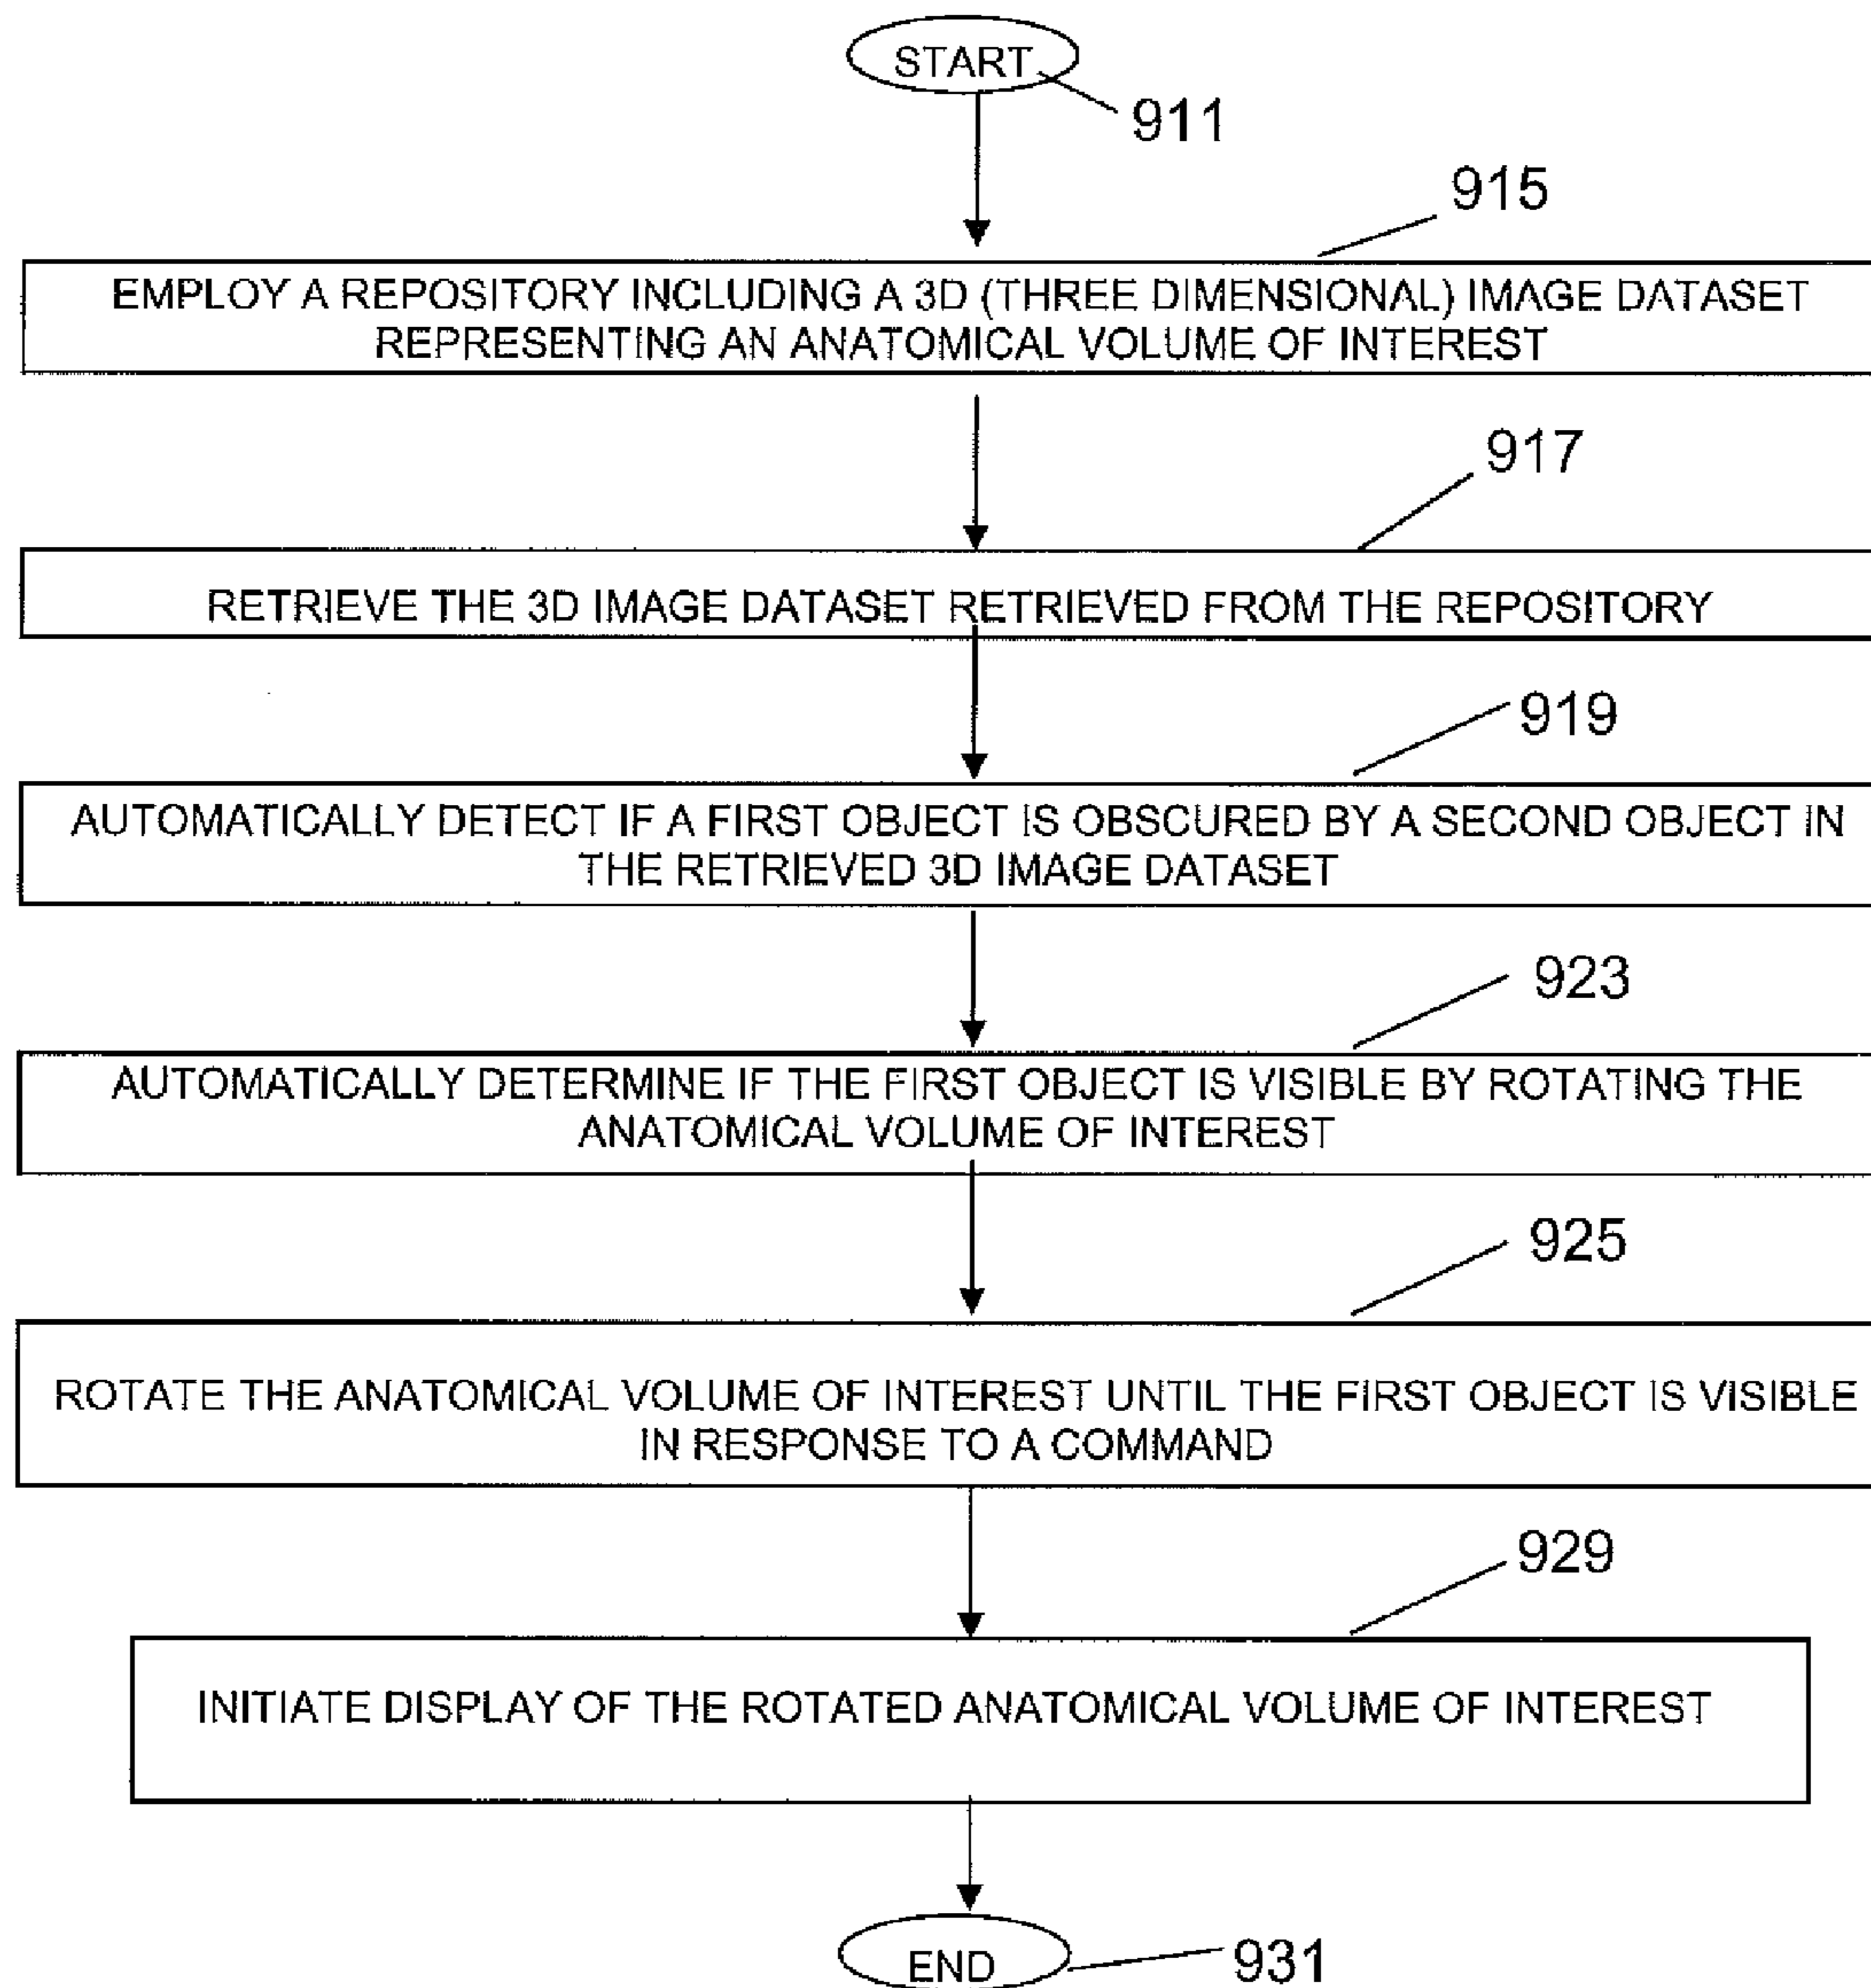 START
911
915
EMPLOY A REPOSITORY INCLUDING A 3D (THREE DIMENSIONAL) IMAGE DATASET
REPRESENTING AN ANATOMICAL VOLUME OF INTEREST
917
RETRIEVE THE 3D IMAGE DATASET RETRIEVED FROM THE REPOSITORY
919
AUTOMATICALLY DETECT IF A FIRST OBJECT IS OBSCURED BY A SECOND OBJECT IN
THE RETRIEVED 3D IMAGE DATASET
923
AUTOMATICALLY DETERMINE IF THE FIRST OBJECT IS VISIBLE BY ROTATING THE
ANATOMICAL VOLUME OF INTEREST
925
ROTATE THE ANATOMICAL VOLUME OF INTEREST UNTIL THE FIRST OBJECT IS VISIBLE
IN RESPONSE TO A COMMAND
929
INITIATE DISPLAY OF THE ROTATED ANATOMICAL VOLUME OF INTEREST
END
931